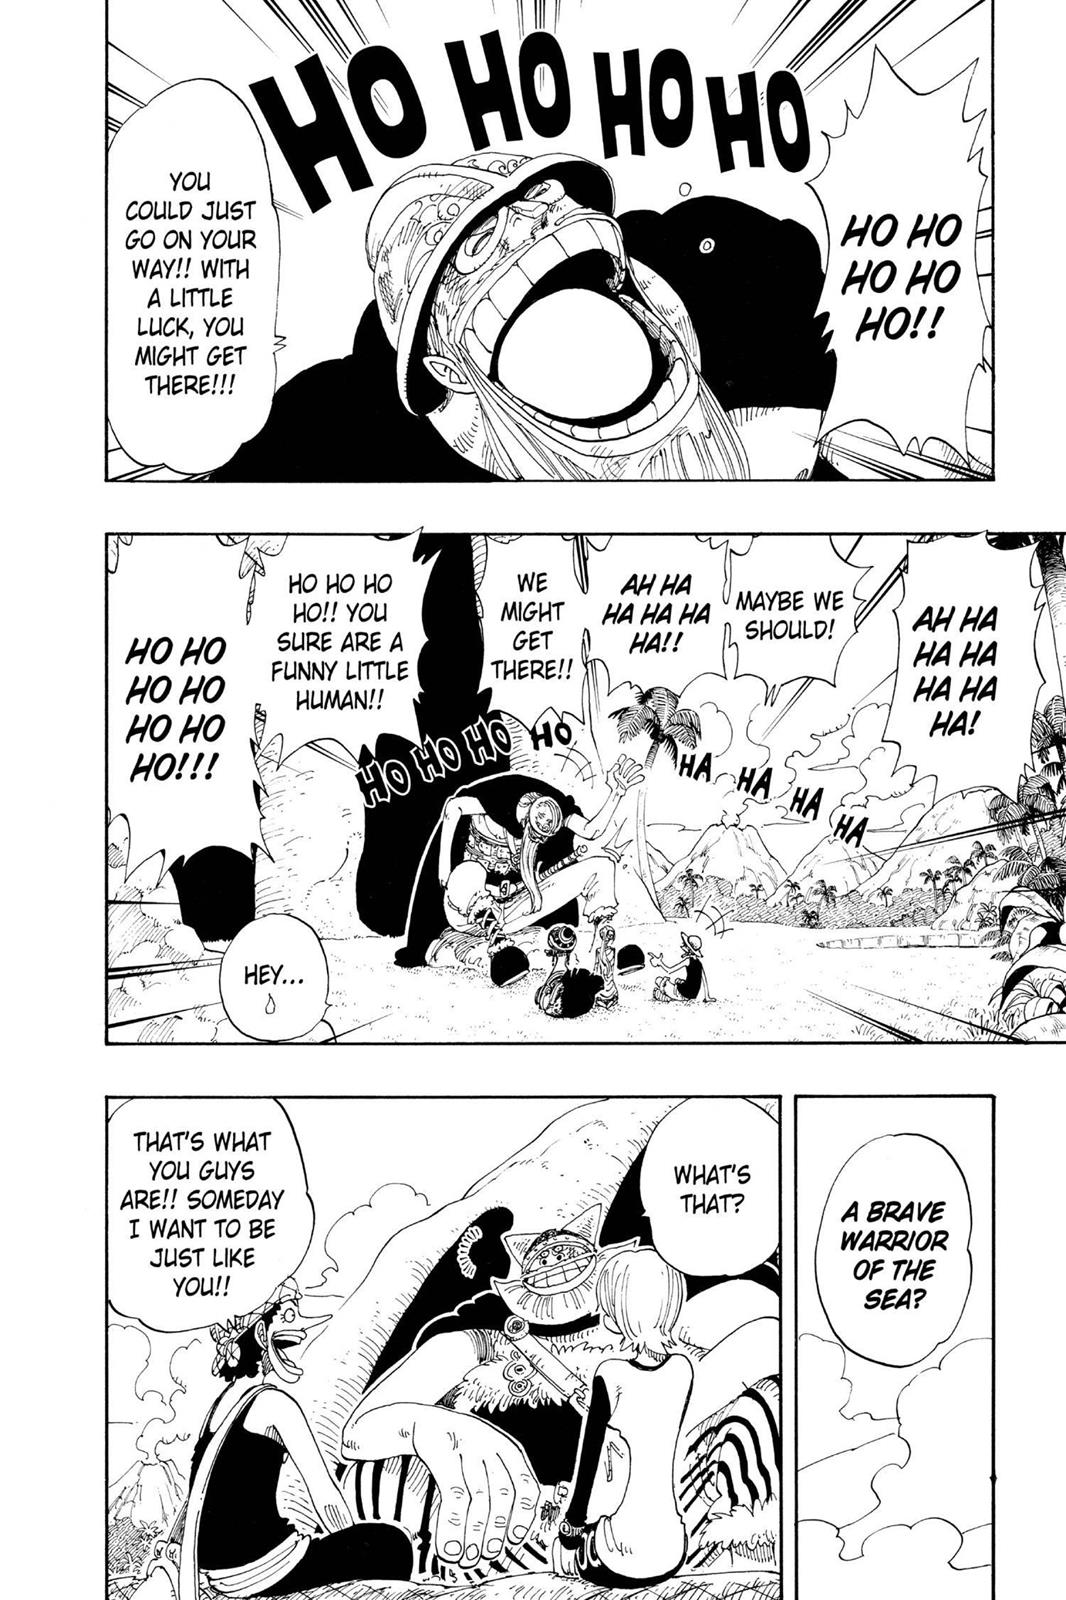 HO HO HO HO
HO HO
HO HO
HO!!
YOU
COULD JUST
GO ON YOUR
WAY!! WITH
A LITTLE
LUCK, YOU
MIGHT GET
THERE!!!
AH HA
HA HA
HA HA
HA!
MAYBE WE
SHOULD!
AH HA
HA HA HA
HA!!
WE
MIGHT
GET
THERE!!
HO HO HO
HO!! YOU
SURE ARE A
FUNNY LITTLE
HUMAN!!
HO HO
HO HO
HO HO
HO!!!
HA HA HA HA
HO HO HO HO
HEY...
A BRAVE
WARRIOR
OF THE
SEA?
WHAT'S
THAT?
THAT'S WHAT
YOU GUYS
ARE!! SOMEDAY
I WANT TO BE
JUST LIKE
YOU!!